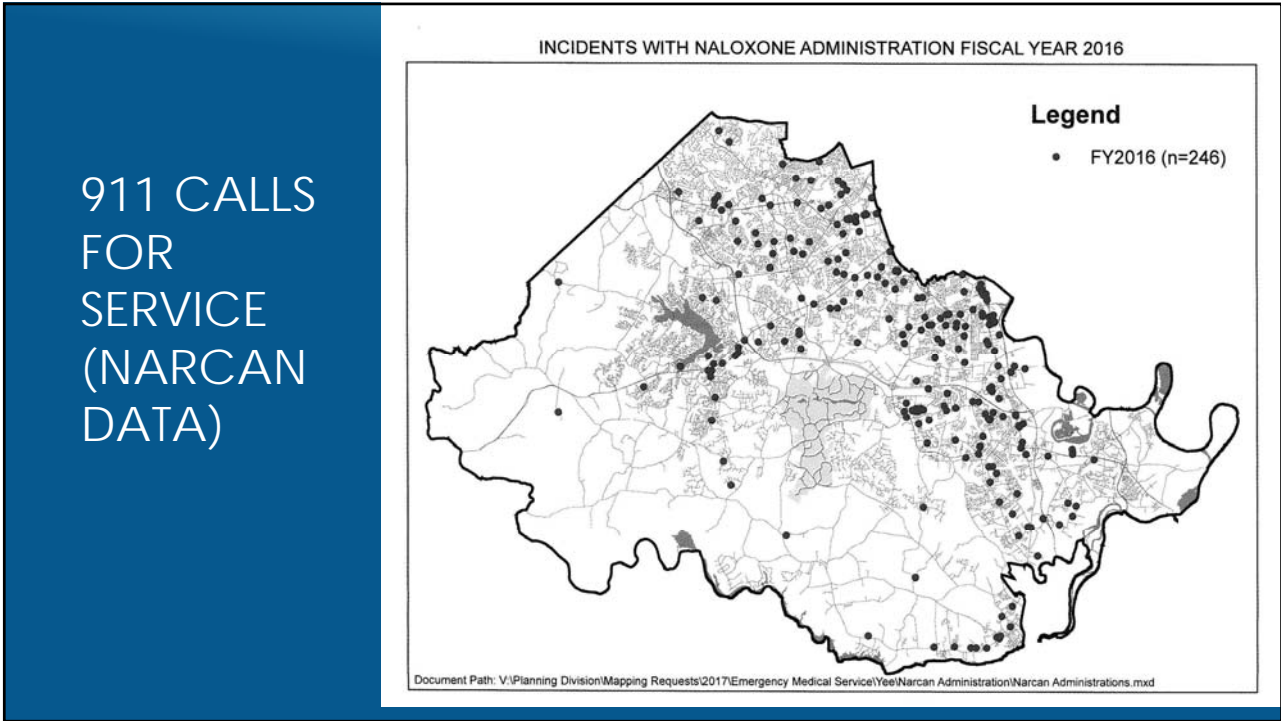 911 CALLS
FOR
SERVICE
(NARCAN
DATA)
INCIDENTS WITH NALOXONE ADMINISTRATION FISCAL YEAR 2016
Legend
FY2016 (n=246)
Document Path: V:\Planning Division\Mapping Requests\2017\Emergency Medical Service\Yee\Narcan Administration\Narcan Administrations.mxd